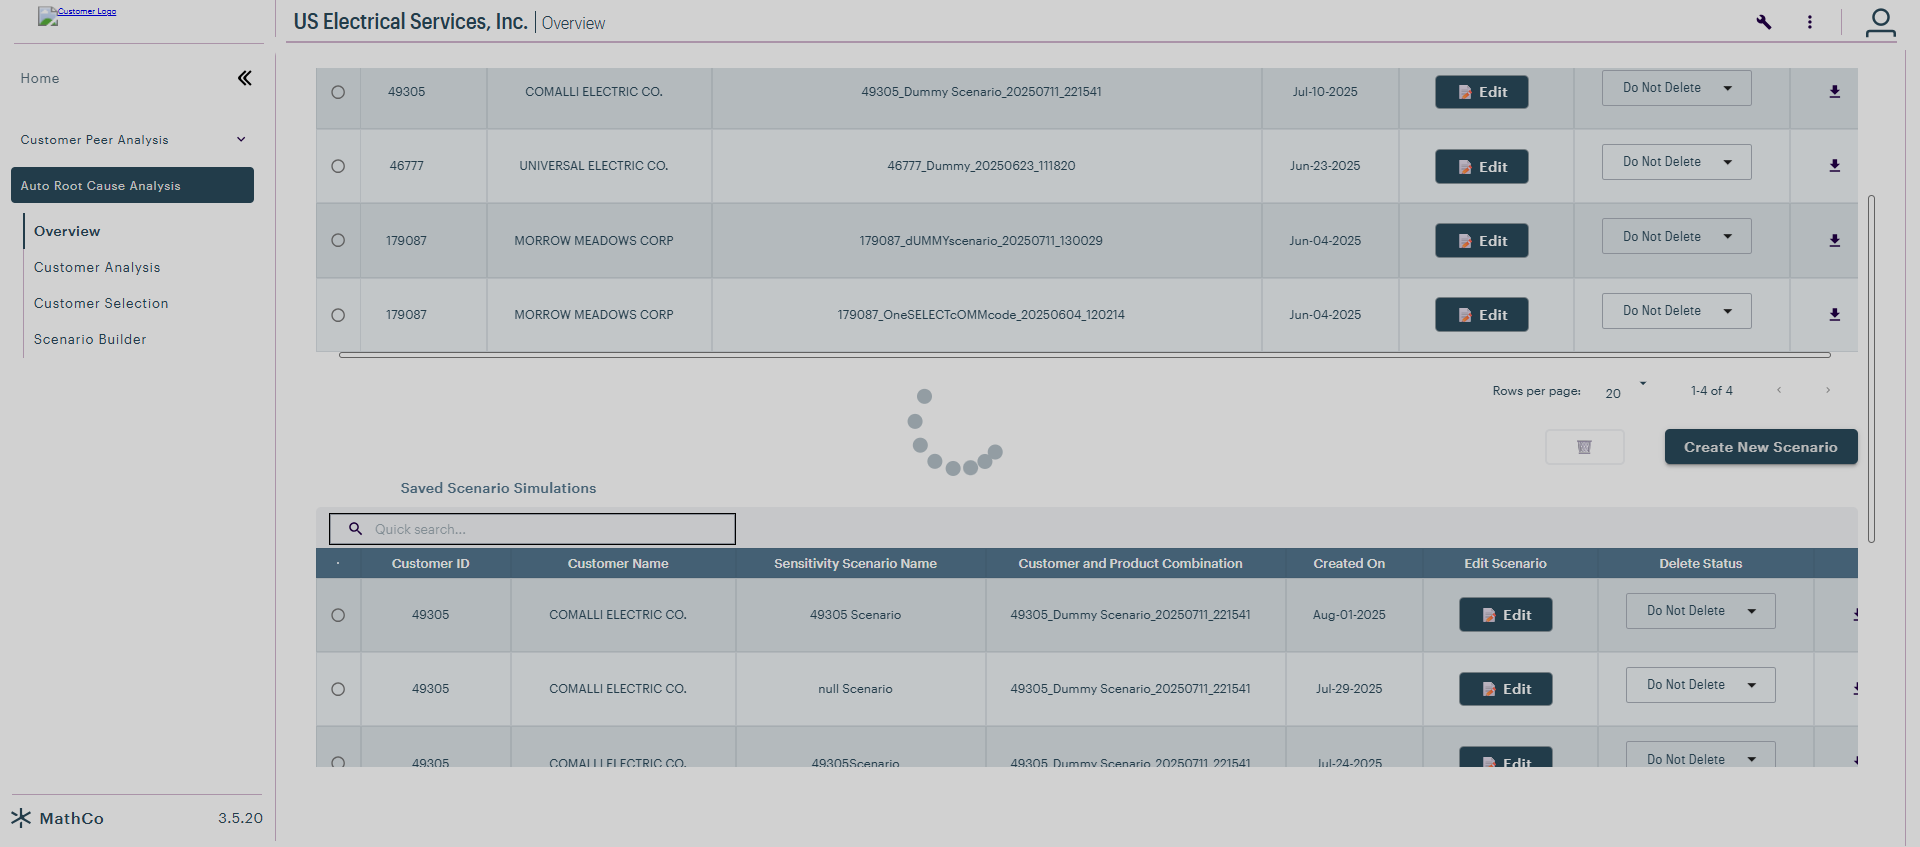 Customer Logo
US Electrical Services, Inc. | Overview
Home
Customer Peer Analysis
Auto Root Cause Analysis
Overview
Customer Analysis
Customer Selection
Scenario Builder
MathCo 3.5.20
49305 COMALLI ELECTRIC CO. 49305_Dummy Scenario_20250711_221541 Jul-10-2025 Edit Do Not Delete
46777 UNIVERSAL ELECTRIC CO. 46777_Dummy_20250623_111820 Jun-23-2025 Edit Do Not Delete
179087 MORROW MEADOWS CORP 179087_dUMMYscenario_20250711_130029 Jun-04-2025 Edit Do Not Delete
179087 MORROW MEADOWS CORP 179087_OneSELECTcOMMcode_20250604_120214 Jun-04-2025 Edit Do Not Delete
Rows per page: 20 1-4 of 4
Create New Scenario
Saved Scenario Simulations
Quick search...
Customer ID Customer Name Sensitivity Scenario Name Customer and Product Combination Created On Edit Scenario Delete Status
49305 COMALLI ELECTRIC CO. 49305 Scenario 49305_Dummy Scenario_20250711_221541 Aug-01-2025 Edit Do Not Delete
49305 COMALLI ELECTRIC CO. null Scenario 49305_Dummy Scenario_20250711_221541 Jul-29-2025 Edit Do Not Delete
49305 COMALLI ELECTRIC CO. 49305Scenario 49305_Dummy Scenario_20250711_221541 Jul-24-2025 Edit Do Not Delete